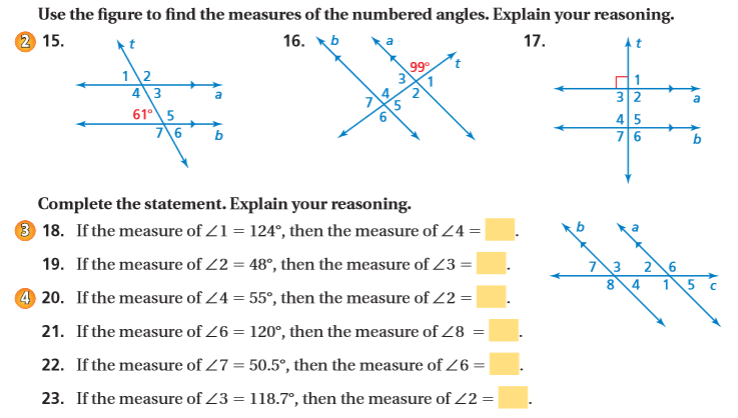 Use the figure to find the measures of the numbered angles. Explain your reasoning.
2 15.
t
1 2
4 3
a
61° 5
7 6
b
16.
b
a
99°
t
3
1
4
2
7
5
6
17.
t
1
3 2
a
4 5
7 6
b
Complete the statement. Explain your reasoning.
3 18. If the measure of ∠1 = 124°, then the measure of ∠4 = .
19. If the measure of ∠2 = 48°, then the measure of ∠3 = .
4 20. If the measure of ∠4 = 55°, then the measure of ∠2 = .
21. If the measure of ∠6 = 120°, then the measure of ∠8 = .
22. If the measure of ∠7 = 50.5°, then the measure of ∠6 = .
23. If the measure of ∠3 = 118.7°, then the measure of ∠2 = .
b
a
7 3 2 6
8 4 1 5 c